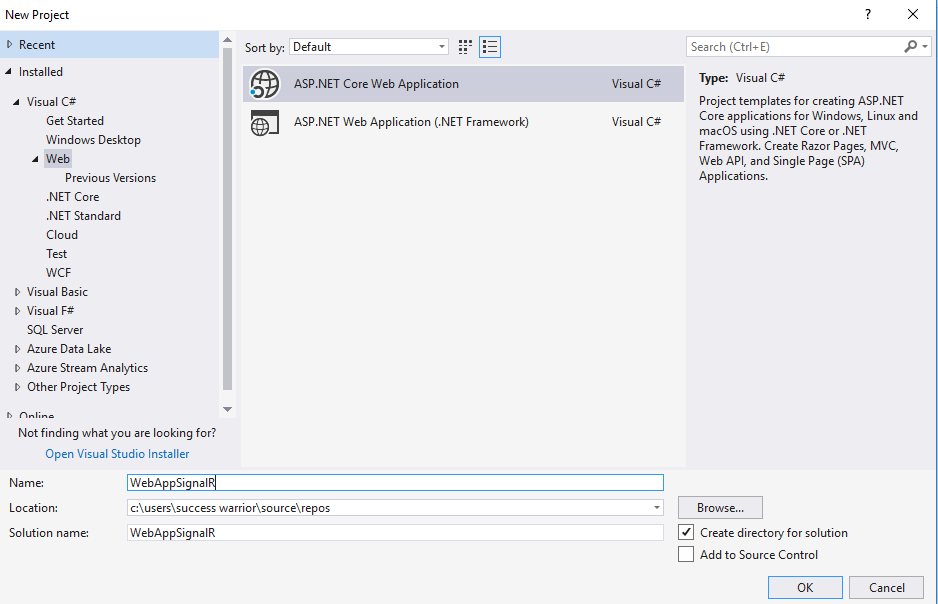 New Project
?
Recent
Installed
Visual C#
Get Started
Windows Desktop
Web
Previous Versions
.NET Core
.NET Standard
Cloud
Test
WCF
Visual Basic
Visual F#
SQL Server
Azure Data Lake
Azure Stream Analytics
Other Project Types
Online
Not finding what you are looking for?
Open Visual Studio Installer
Sort by: Default
ASP.NET Core Web Application Visual C#
ASP.NET Web Application (.NET Framework) Visual C#
Search (Ctrl+E)
Type: Visual C#
Project templates for creating ASP.NET
Core applications for Windows, Linux and
macOS using .NET Core or .NET
Framework. Create Razor Pages, MVC,
Web API, and Single Page (SPA)
Applications.
Name: WebAppSignalR
Location: c:\users\success warrior\source\repos
Browse...
Solution name: WebAppSignalR
Create directory for solution
Add to Source Control
OK Cancel